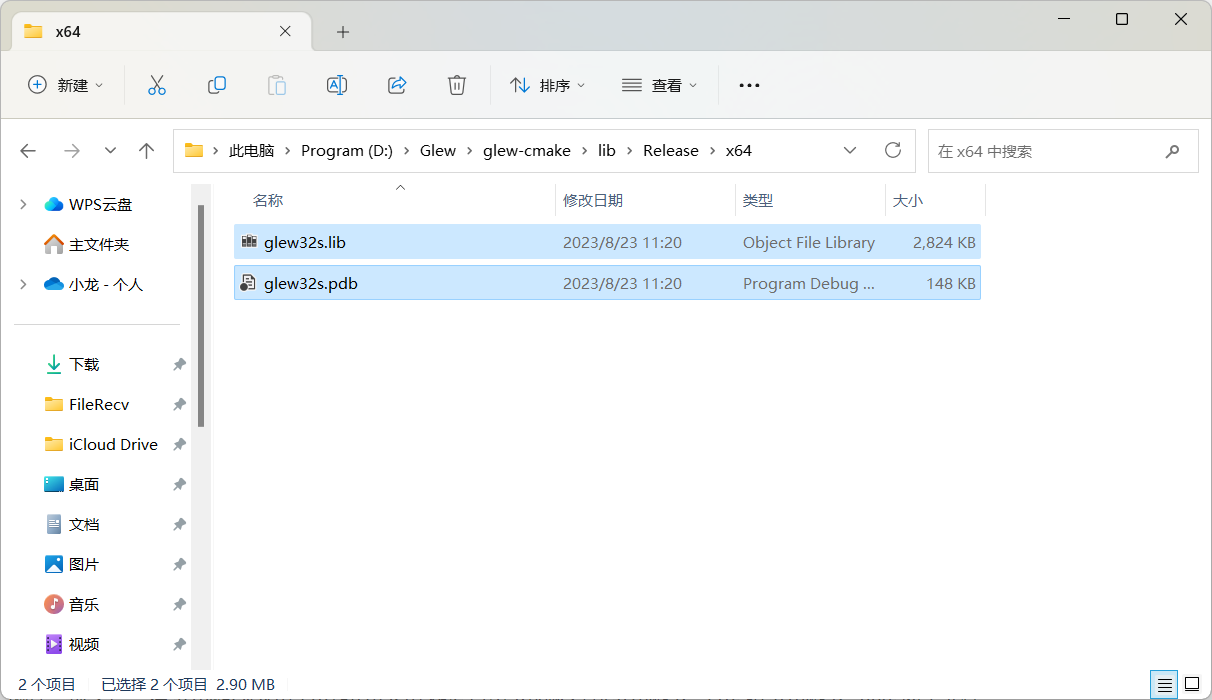 x64
新建
排序
查看
此电脑 Program (D:) Glew glew-cmake lib Release x64
在 x64 中搜索
名称 修改日期 类型 大小
glew32s.lib 2023/8/23 11:20 Object File Library 2,824 KB
glew32s.pdb 2023/8/23 11:20 Program Debug ... 148 KB
WPS云盘
主文件夹
小龙 - 个人
下载
FileRecv
iCloud Drive
桌面
文档
图片
音乐
视频
2 个项目 已选择 2 个项目 2.90 MB